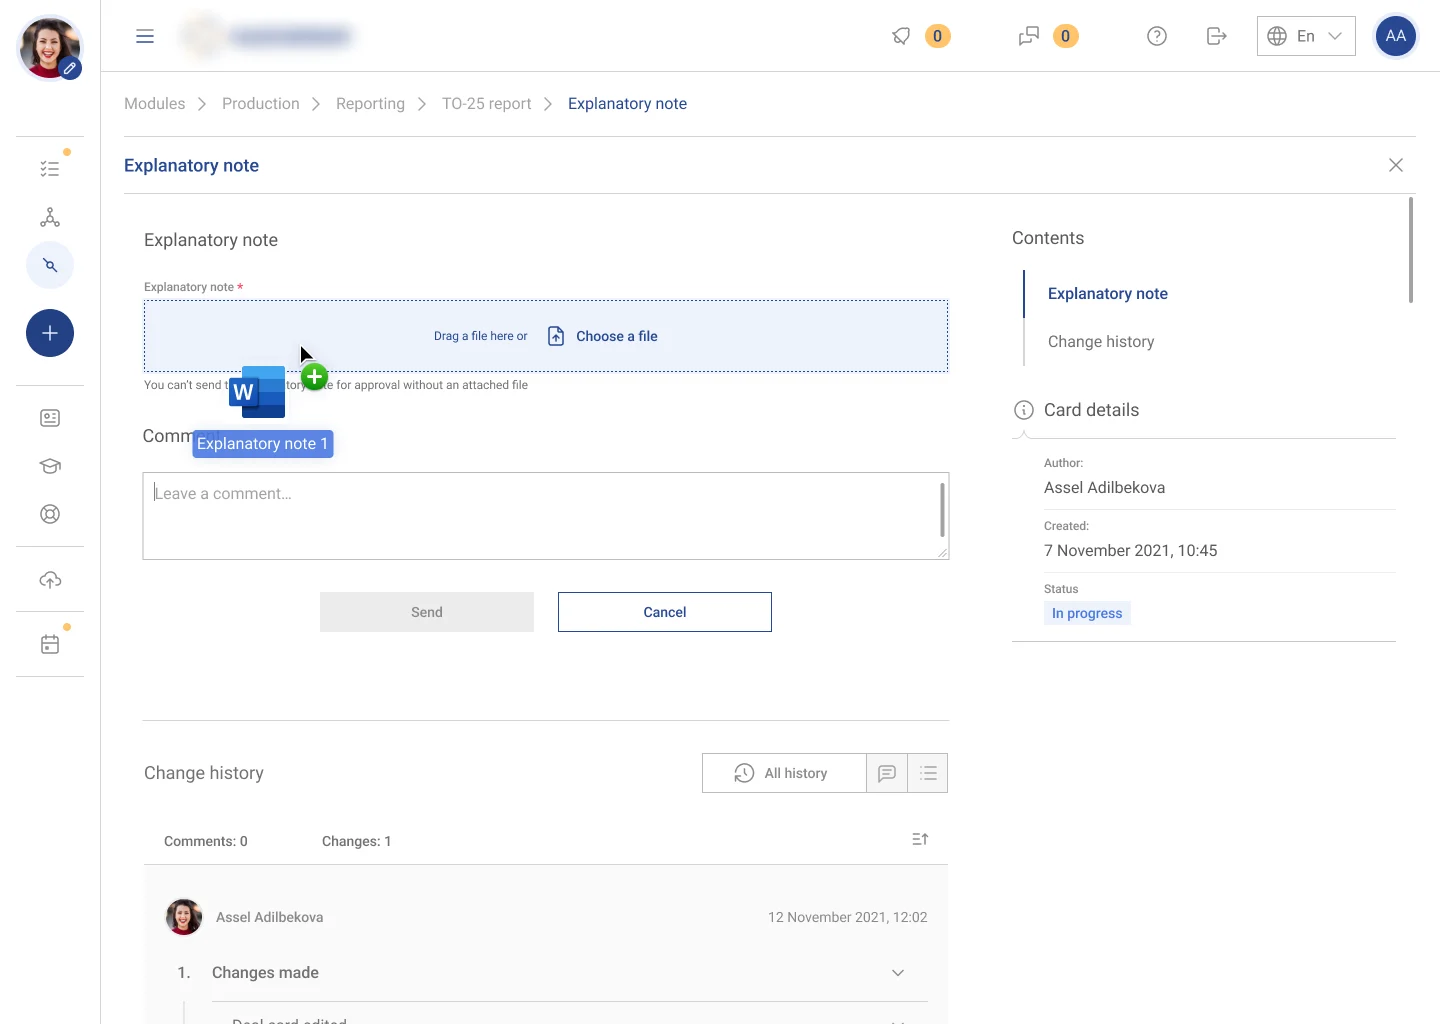 0
0
En
AA
Modules
Production
Reporting
TO-25 report
Explanatory note
Explanatory note
Explanatory note
Explanatory note *
Drag a file here or
Choose a file
You can't send for approval without an attached file
W
Explanatory note 1
Leave a comment...
Send
Cancel
Contents
Explanatory note
Change history
Card details
Author:
Assel Adilbekova
Created:
7 November 2021, 10:45
Status
In progress
Change history
All history
Comments: 0
Changes: 1
Assel Adilbekova
12 November 2021, 12:02
1. Changes made